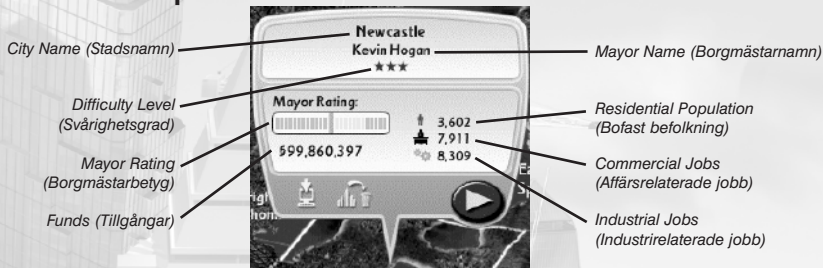 City Name (Stadsnamn)
Difficulty Level
(Svårighetsgrad)
Mayor Rating
(Borgmästarbetyg)
Funds (Tillgångar)
Newcastle
Kevin Hogan
★★★
Mayor Rating:
599,860,397
3,602
7,911
8,309
Mayor Name (Borgmästarnamn)
Residential Population
(Bofast befolkning)
Commercial Jobs
(Affärsrelaterade jobb)
Industrial Jobs
(Industrirelaterade jobb)